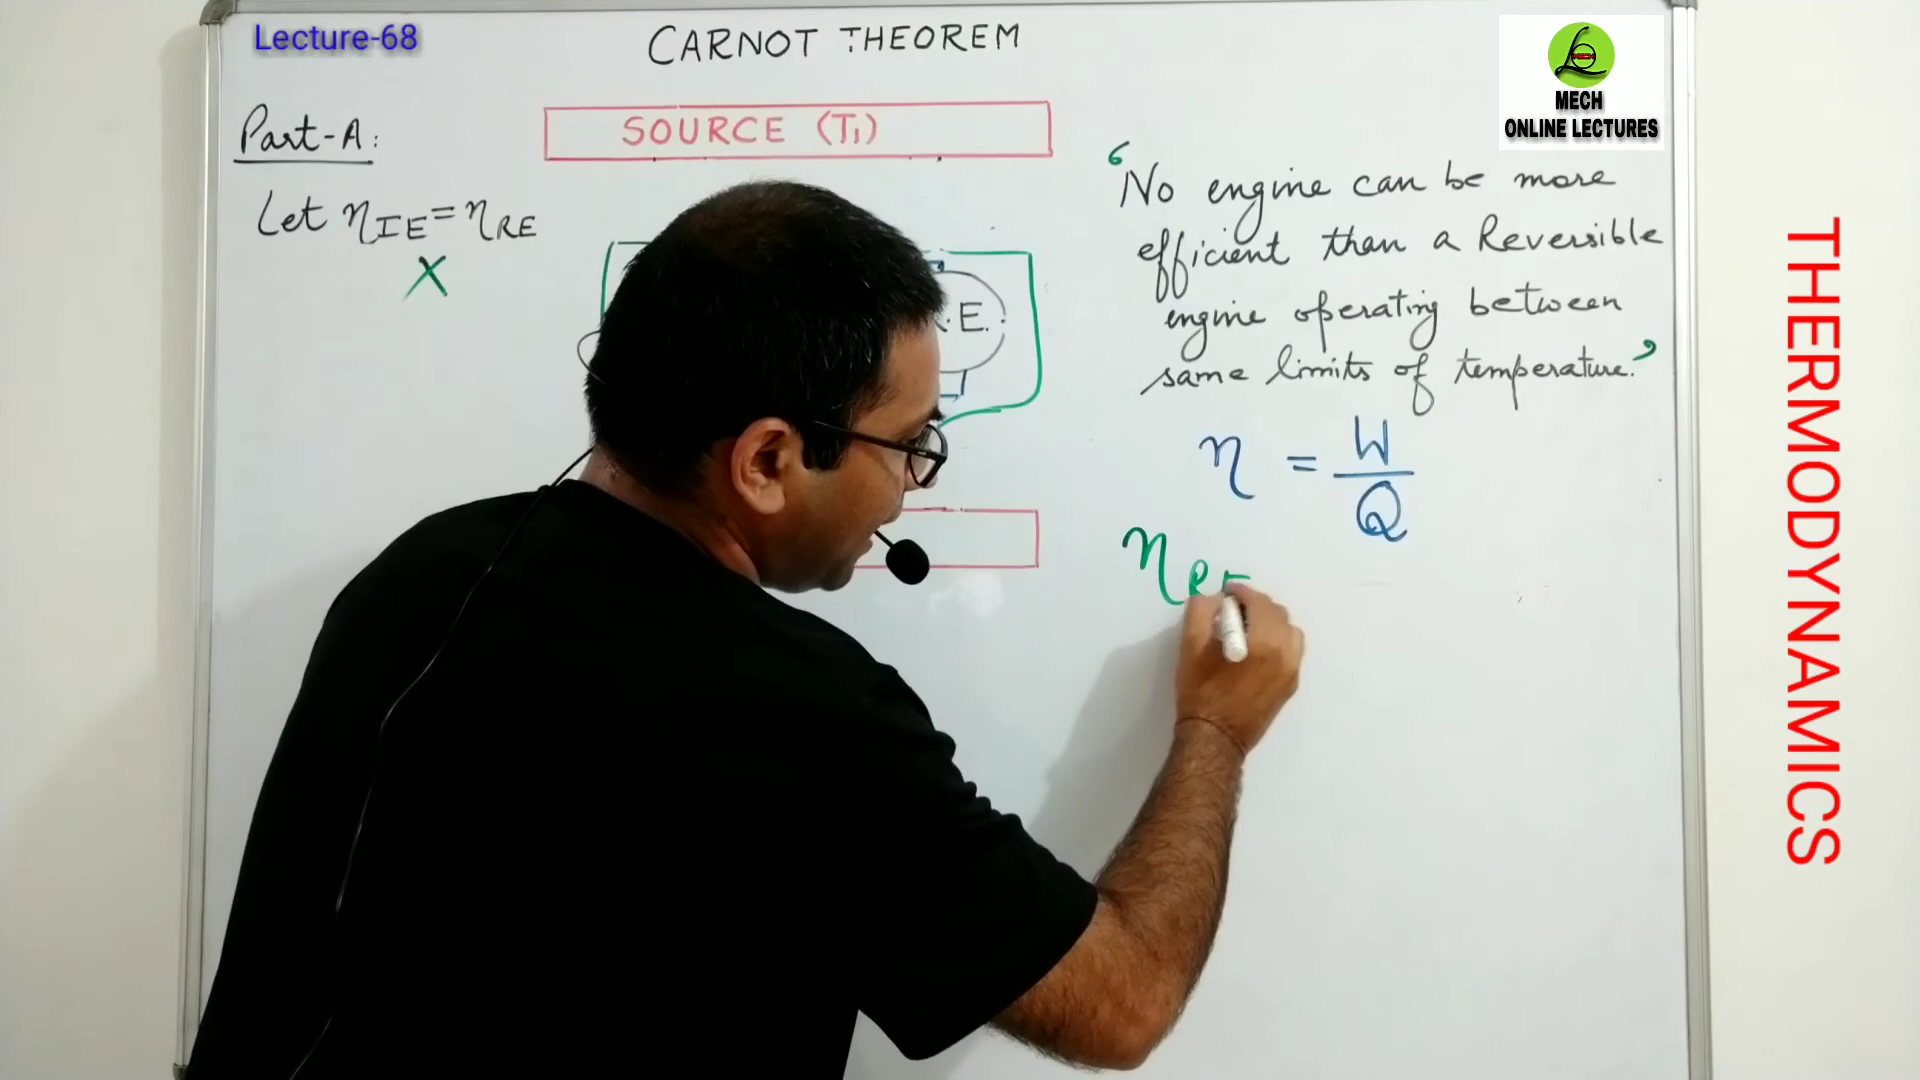 Lecture-68
CARNOT THEOREM
MECH
ONLINE LECTURES
Part-A:
Let ηIE=ηRE
X
SOURCE (T1)
.E.
‘No engine can be more
efficient than a Reversible
engine operating between
same limits of temperature.’
η = W
Q
ηRE
THERMODYNAMICS